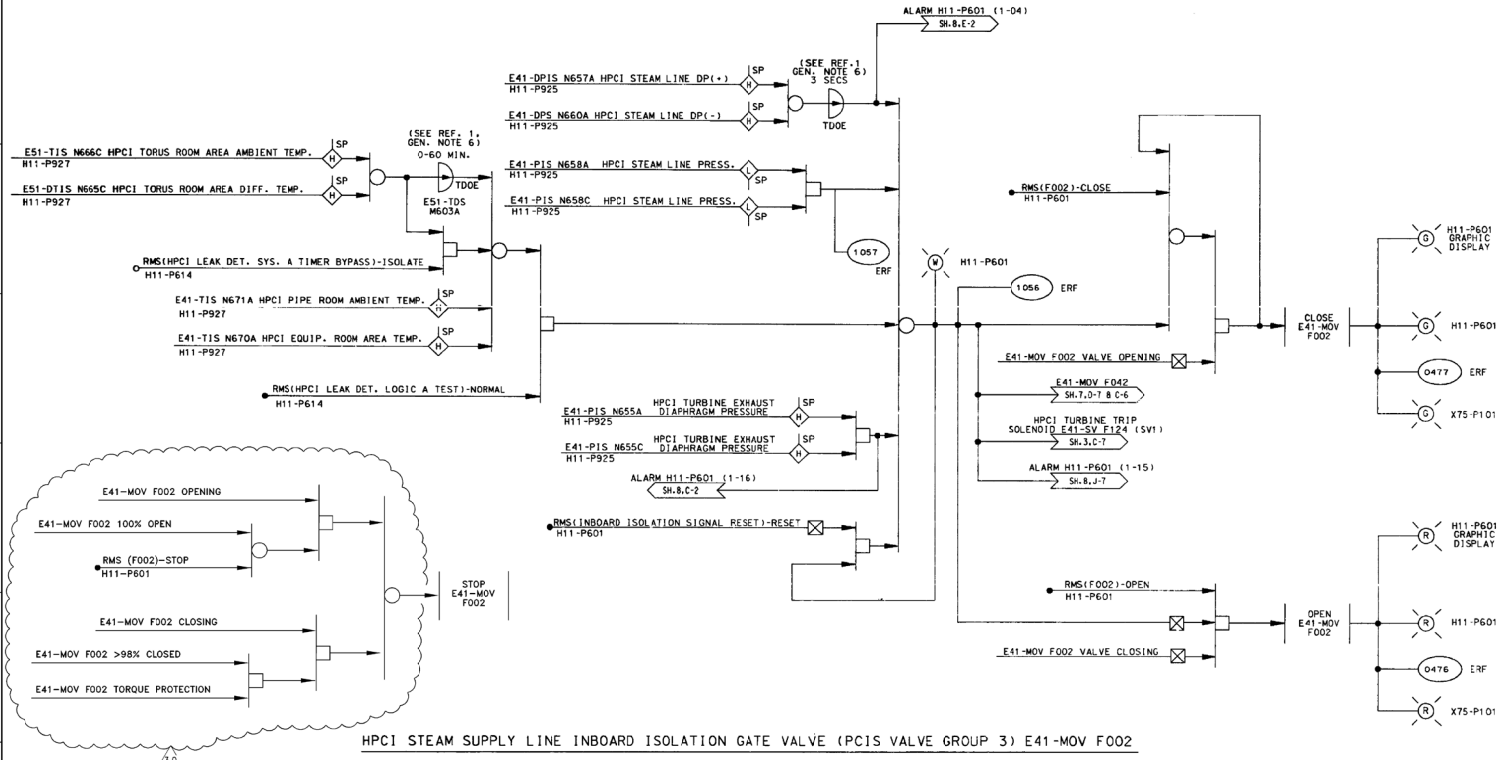 ALARM H11-P601 (1-D4)
SH.8.E-2
E41-DPIS N657A HPCI STEAM LINE DP(+)
H11-P925
SP
H
(SEE REF.1
GEN. NOTE 6)
3 SECS
TDOE
E41-DPS N660A HPCI STEAM LINE DP(-)
H11-P925
SP
H
E51-TIS N666C HPCI TORUS ROOM AREA AMBIENT TEMP.
H11-P927
SP
H
(SEE REF. 1,
GEN. NOTE 6)
0-60 MIN.
TDOE
E51-TDS
M603A
E51-DTIS N665C HPCI TORUS ROOM AREA DIFF. TEMP.
H11-P927
SP
H
E41-PIS N658A HPCI STEAM LINE PRESS.
H11-P925
L
SP
E41-PIS N658C HPCI STEAM LINE PRESS.
H11-P925
L
SP
1057
ERF
RMS(HPCI LEAK DET. SYS. A TIMER BYPASS)-ISOLATE
H11-P614
E41-TIS N671A HPCI PIPE ROOM AMBIENT TEMP.
H11-P927
SP
H
E41-TIS N670A HPCI EQUIP. ROOM AREA TEMP.
H11-P927
SP
H
RMS(HPCI LEAK DET. LOGIC A TEST)-NORMAL
H11-P614
W
H11-P601
1056
ERF
RMS(F002)-CLOSE
H11-P601
E41-MOV F002 VALVE OPENING
CLOSE
E41-MOV
F002
G
H11-P601
GRAPHIC
DISPLAY
G
H11-P601
0477
ERF
G
X75-P101
E41-MOV F042
SH.7.D-7 & C-6
HPCI TURBINE TRIP
SOLENOID E41-SV F124 (SV1)
SH.3.C-7
ALARM H11-P601 (1-15)
SH.8.J-7
E41-PIS N655A HPCI TURBINE EXHAUST
DIAPHRAGM PRESSURE
H11-P925
SP
H
E41-PIS N655C HPCI TURBINE EXHAUST
DIAPHRAGM PRESSURE
H11-P925
SP
H
ALARM H11-P601 (1-16)
SH.8.C-2
RMS(INBOARD ISOLATION SIGNAL RESET)-RESET
H11-P601
E41-MOV F002 OPENING
E41-MOV F002 100% OPEN
RMS (F002)-STOP
H11-P601
E41-MOV F002 CLOSING
E41-MOV F002 >98% CLOSED
E41-MOV F002 TORQUE PROTECTION
STOP
E41-MOV
F002
RMS(F002)-OPEN
H11-P601
E41-MOV F002 VALVE CLOSING
OPEN
E41-MOV
F002
R
H11-P601
GRAPHIC
DISPLAY
R
H11-P601
0476
ERF
R
X75-P101
HPCI STEAM SUPPLY LINE INBOARD ISOLATION GATE VALVE (PCIS VALVE GROUP 3) E41-MOV F002